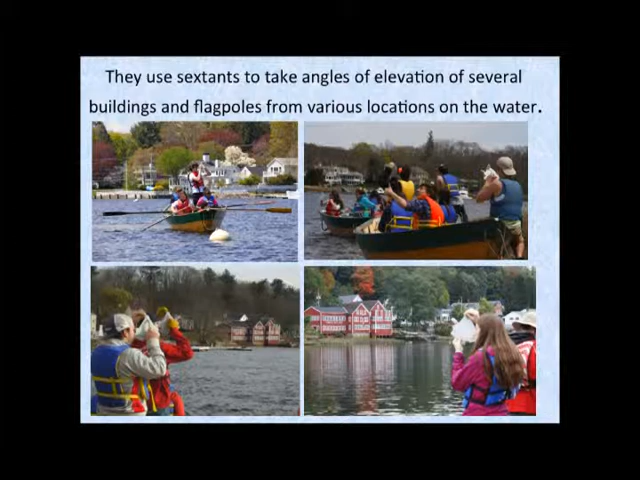 They use sextants to take angles of elevation of several
buildings and flagpoles from various locations on the water.